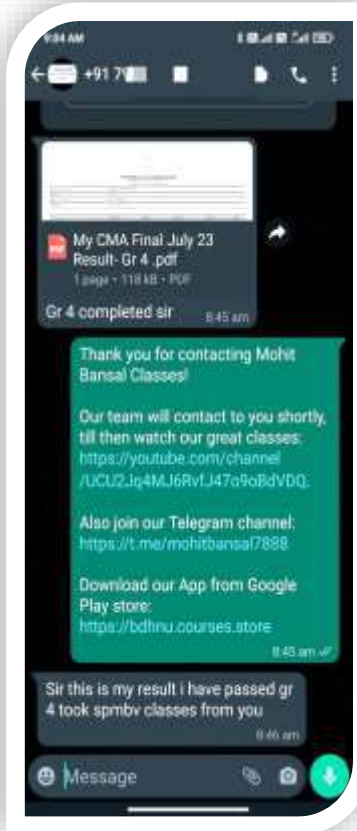 9:04 AM
+91 79
My CMA Final July 23
Result- Gr 4 .pdf
1 page • 118 kB • PDF
Gr 4 completed sir
8:45 am
Thank you for contacting Mohit
Bansal Classes!
Our team will contact to you shortly,
till then watch our great classes:
https://youtube.com/channel
Also join our Telegram channel:
https://t.me/mohitbansal7888
Download our App from Google
Play store:
https://bdhnu.courses.store
8:45 am
Sir this is my result i have passed gr
4 took spmbv classes from you
8:46 am
Message